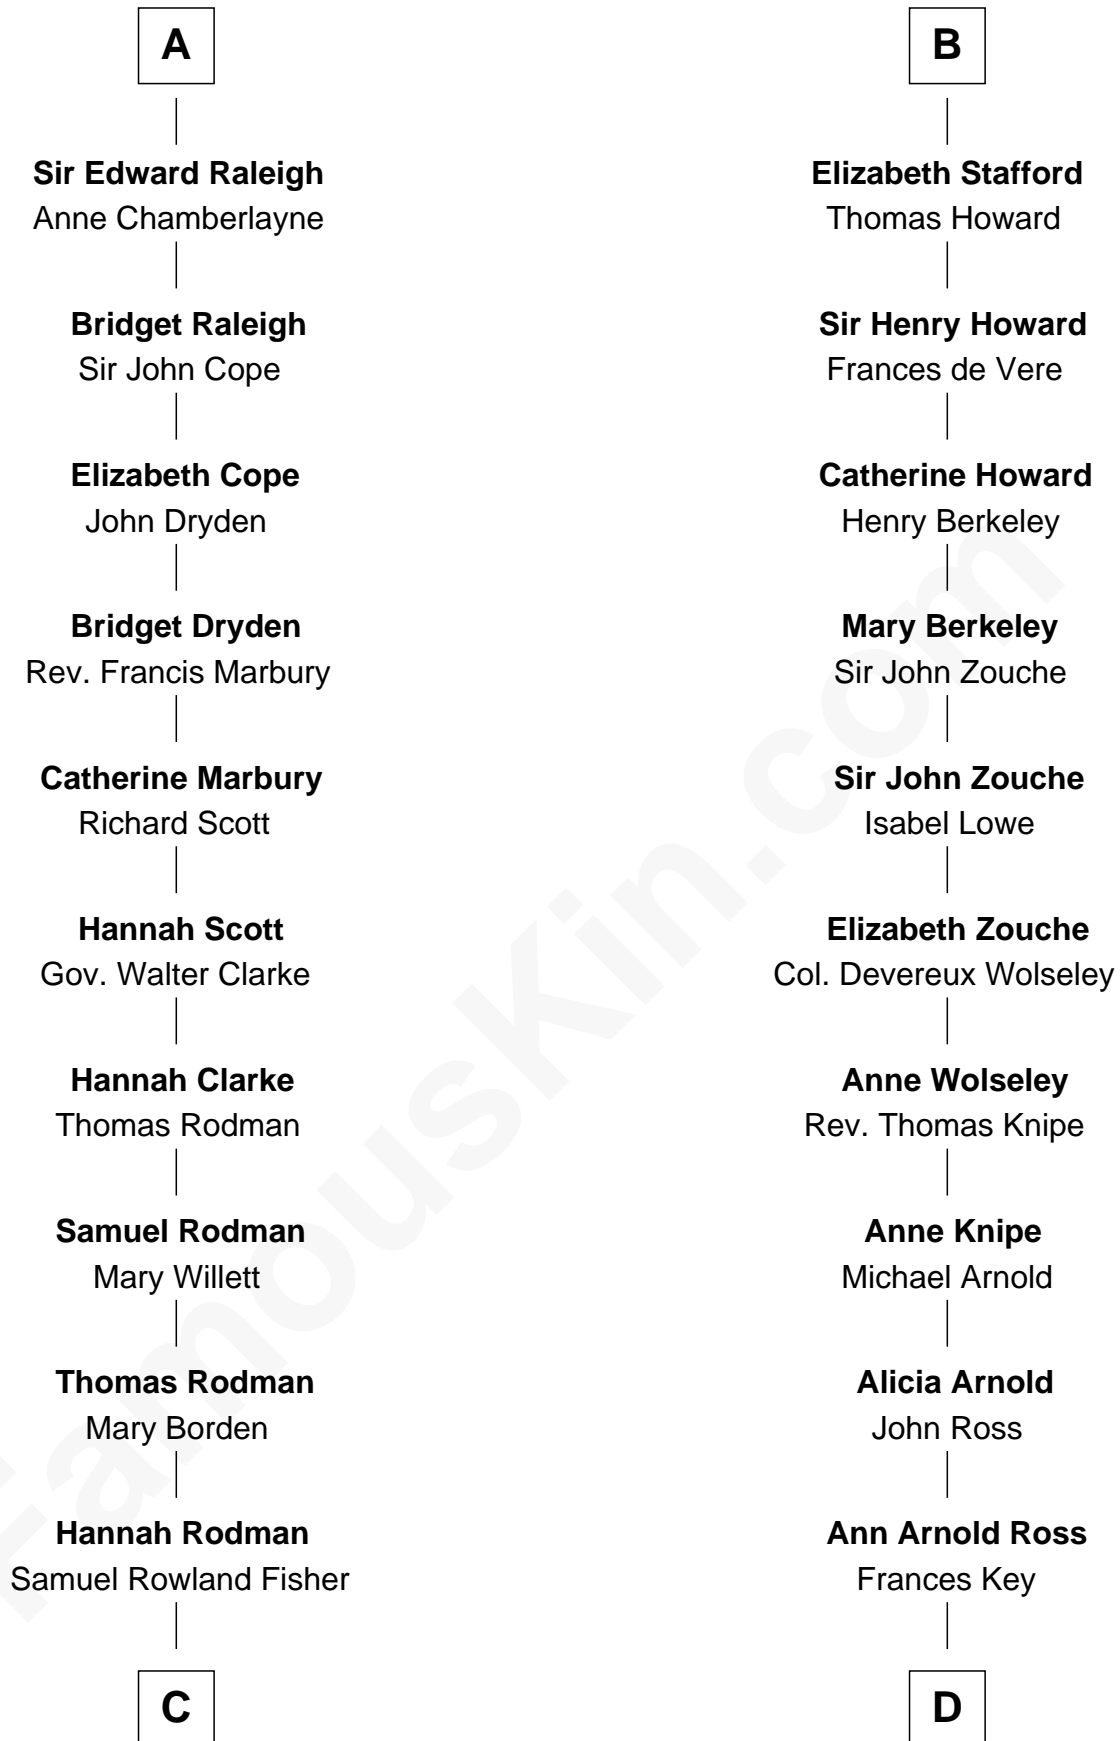 A
Sir Edward Raleigh
Anne Chamberlayne
Bridget Raleigh
Sir John Cope
Elizabeth Cope
John Dryden
Bridget Dryden
Rev. Francis Marbury
Catherine Marbury
Richard Scott
Hannah Scott
Gov. Walter Clarke
Hannah Clarke
Thomas Rodman
Samuel Rodman
Mary Willett
Thomas Rodman
Mary Borden
Hannah Rodman
Samuel Rowland Fisher
C
B
Elizabeth Stafford
Thomas Howard
Sir Henry Howard
Frances de Vere
Catherine Howard
Henry Berkeley
Mary Berkeley
Sir John Zouche
Sir John Zouche
Isabel Lowe
Elizabeth Zouche
Col. Devereux Wolseley
Anne Wolseley
Rev. Thomas Knipe
Anne Knipe
Michael Arnold
Alicia Arnold
John Ross
Ann Arnold Ross
Frances Key
D
FamousKin.com